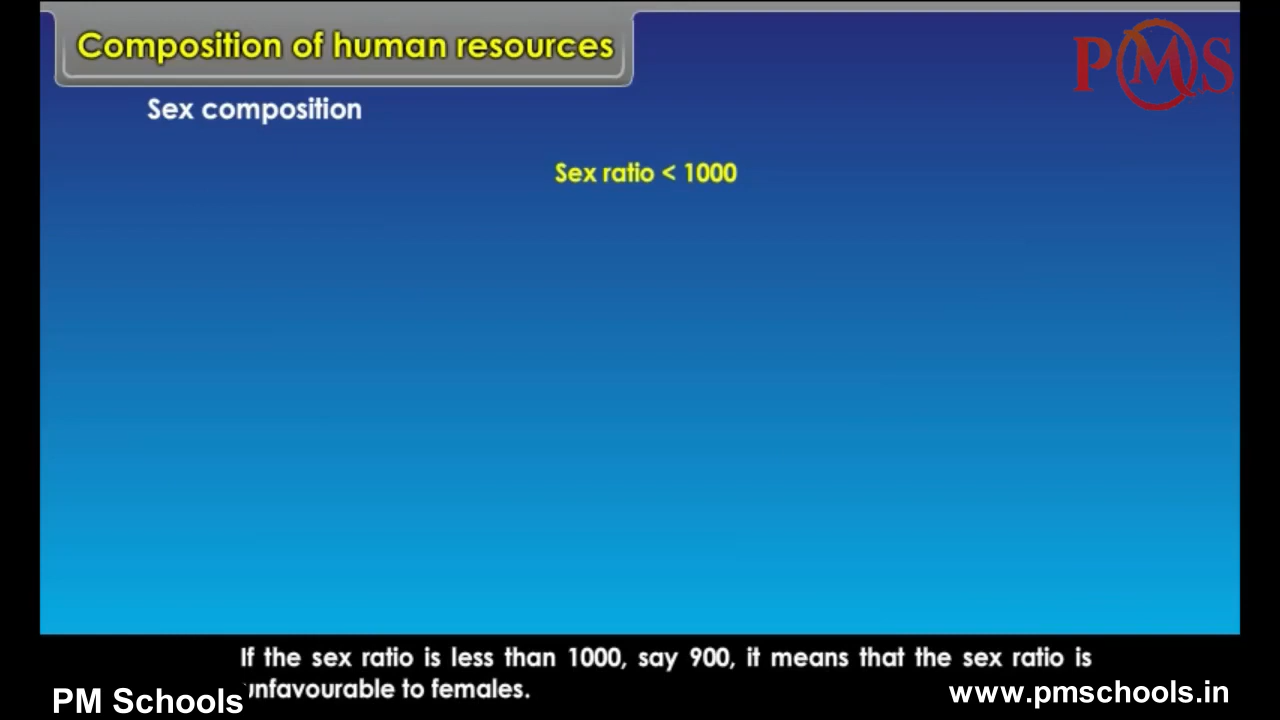 Composition of human resources
PMS
Sex composition
Sex ratio < 1000
If the sex ratio is less than 1000, say 900, it means that the sex ratio is
unfavourable to females.
PM Schools
www.pmschools.in